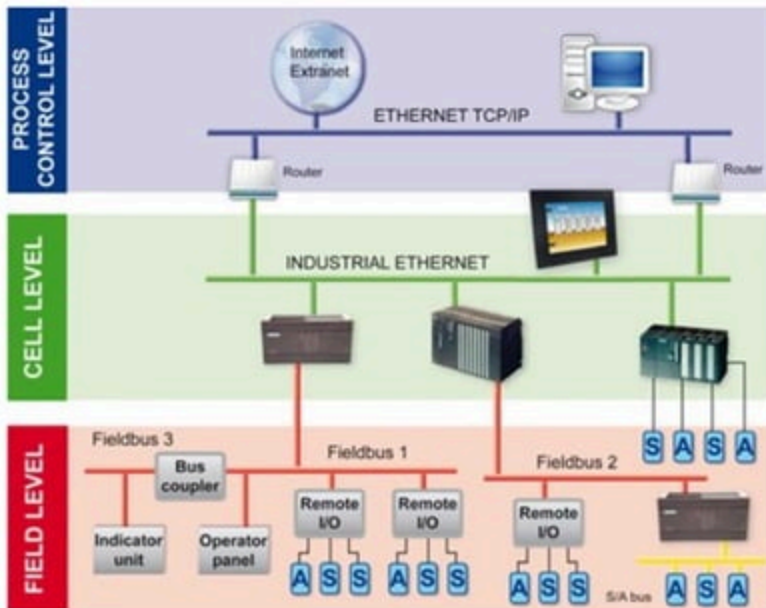 PROCESS
CONTROL LEVEL
Internet
Extranet
ETHERNET TCP/IP
Router
Router
CELL LEVEL
INDUSTRIAL ETHERNET
S A S A
FIELD LEVEL
Fieldbus 3
Bus
coupler
Fieldbus 1
Fieldbus 2
Indicator
unit
Operator
panel
Remote
I/O
Remote
I/O
Remote
I/O
A S S
A S S
A S S
S/A bus
A A S